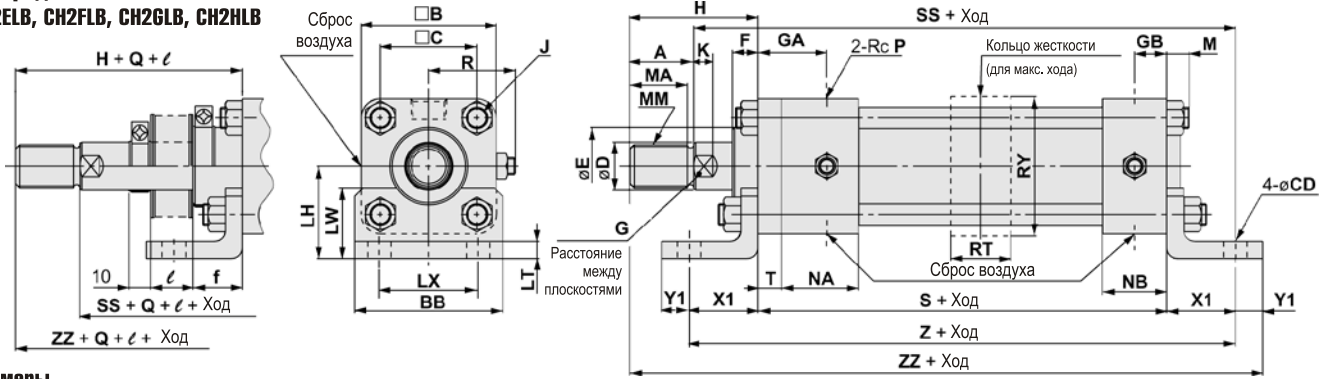 2ELB, CH2FLB, CH2GLB, CH2HLB
H + Q + ℓ
10
ℓ
f
SS + Q + ℓ + Ход
ZZ + Q + ℓ + Ход
Сброс
воздуха
□B
□C
R
J
LH
LW
LX
BB
LT
H
SS + Ход
A
K
F
GA
2-Rc P
Кольцо жесткости
(для макс. хода)
GB
M
MA
MM
øE
øD
RY
4-øCD
G
Расстояние
между
плоскостями
RT
Сброс воздуха
T
NA
NB
Y1
X1
S + Ход
X1
Y1
Z + Ход
ZZ + Ход